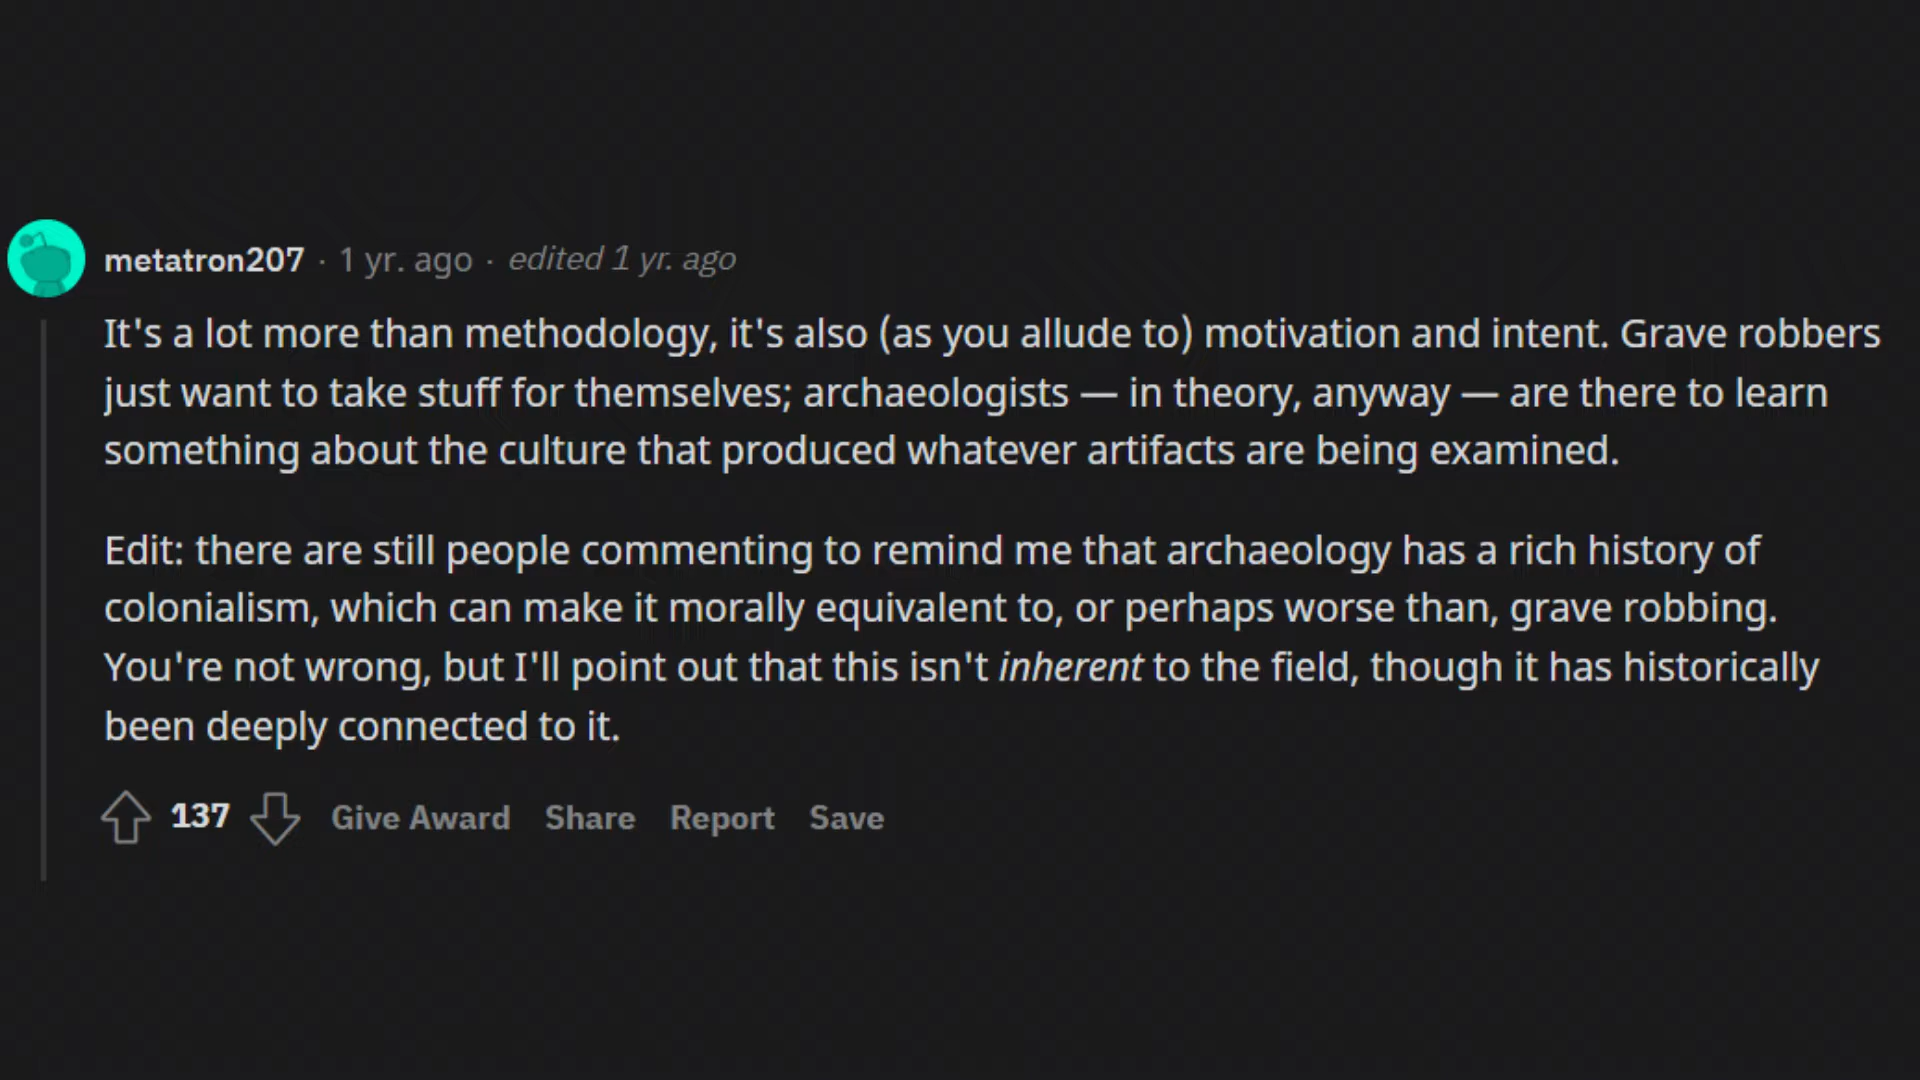 metatron207 · 1 yr. ago · edited 1 yr. ago
It's a lot more than methodology, it's also (as you allude to) motivation and intent. Grave robbers
just want to take stuff for themselves; archaeologists — in theory, anyway — are there to learn
something about the culture that produced whatever artifacts are being examined.
Edit: there are still people commenting to remind me that archaeology has a rich history of
colonialism, which can make it morally equivalent to, or perhaps worse than, grave robbing.
You're not wrong, but I'll point out that this isn't inherent to the field, though it has historically
been deeply connected to it.
137 Give Award Share Report Save